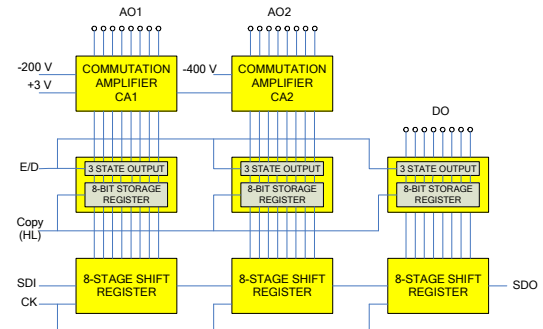 AO1
AO2
-200 V
COMMUTATION
AMPLIFIER
CA1
-400 V
COMMUTATION
AMPLIFIER
CA2
+3 V
DO
E/D
3 STATE OUTPUT
8-BIT STORAGE
REGISTER
3 STATE OUTPUT
8-BIT STORAGE
REGISTER
3 STATE OUTPUT
8-BIT STORAGE
REGISTER
Copy
(HL)
SDI
8-STAGE SHIFT
REGISTER
8-STAGE SHIFT
REGISTER
8-STAGE SHIFT
REGISTER
SDO
CK